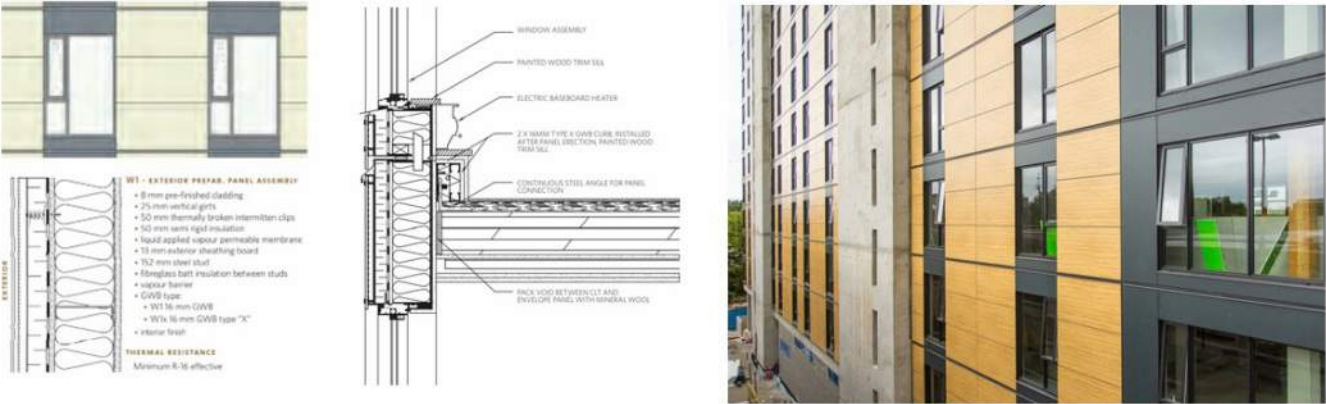 W1 - EXTERIOR PREFAB. PANEL ASSEMBLY
• 8 mm pre-finished cladding
• 25 mm vertical girts
• 50 mm thermally broken intermitten clips
• 50 mm semi rigid insulation
• liquid applied vapour permeable membrane
• 13 mm exterior sheathing board
• 152 mm steel stud
• fibreglass batt insulation between studs
• vapour barrier
• GWB type:
• W1 16 mm GWB
• W1x 16 mm GWB type "X"
• interior finish
EXTERIOR
THERMAL RESISTANCE
Minimum R-16 effective
WINDOW ASSEMBLY
PAINTED WOOD TRIM SILL
ELECTRIC BASEBOARD HEATER
2 X 16MM TYPE X GWB CURB, INSTALLED
AFTER PANEL ERECTION, PAINTED WOOD
TRIM SILL
CONTINUOUS STEEL ANGLE FOR PANEL
CONNECTION
PACK VOID BETWEEN CLT AND
ENVELOPE PANEL WITH MINERAL WOOL